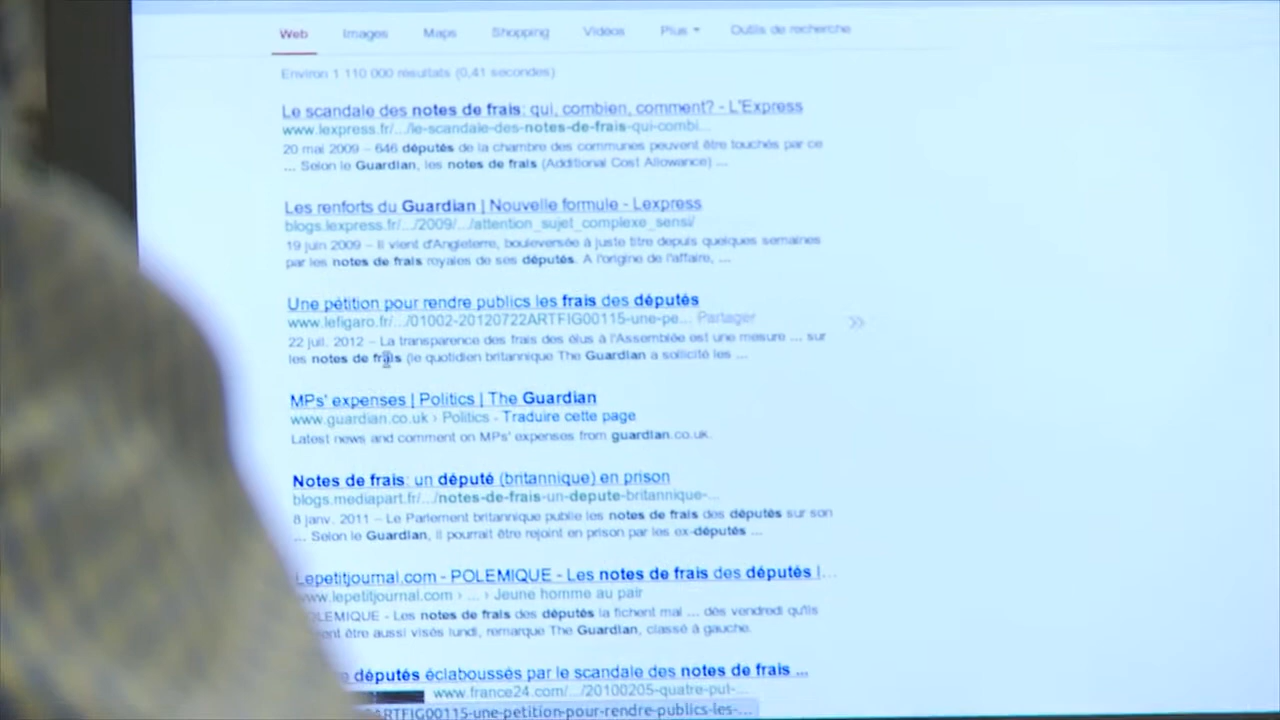 Web Images Maps Shopping Vidéos Plus Outils de recherche
Environ 1 110 000 résultats (0,41 secondes)
Le scandale des notes de frais: qui, combien, comment? - L'Express
www.lexpress.fr/.../le-scandale-des-notes-de-frais-qui-combi...
20 mai 2009 – 646 députés de la chambre des communes peuvent être touchés par ce
... Selon le Guardian, les notes de frais (Additional Cost Allowance) ...
Les renforts du Guardian | Nouvelle formule - Lexpress
blogs.lexpress.fr/.../2009/.../attention_sujet_complexe_sensi/
19 juin 2009 – Il vient d'Angleterre, bouleversée à juste titre depuis quelques semaines
par les notes de frais royales de ses députés. A l'origine de l'affaire, ...
Une pétition pour rendre publics les frais des députés
www.lefigaro.fr/.../01002-20120722ARTFIG00115-une-pe... Partager
22 juil. 2012 – La transparence des frais des élus à l'Assemblée est une mesure ... sur
les notes de frais (le quotidien britannique The Guardian a sollicité les ...
MPs' expenses | Politics | The Guardian
www.guardian.co.uk › Politics - Traduire cette page
Latest news and comment on MPs' expenses from guardian.co.uk.
Notes de frais: un député (britannique) en prison
blogs.mediapart.fr/.../notes-de-frais-un-depute-britannique-...
8 janv. 2011 – Le Parlement britannique publie les notes de frais des députés sur son
... Selon le Guardian, il pourrait être rejoint en prison par les ex-députés ...
Lepetitjournal.com - POLEMIQUE - Les notes de frais des députés |...
www.lepetitjournal.com › ... › Jeune homme au pair
OLEMIQUE - Les notes de frais des députés la fichent mal ... dès vendredi qu'ils
ont être aussi visés lundi, remarque The Guardian, classé à gauche.
e députés éclaboussés par le scandale des notes de frais ...
www.france24.com/.../20100205-quatre-put-...
ARTFIG00115-une-petition-pour-rendre-publics-les-...